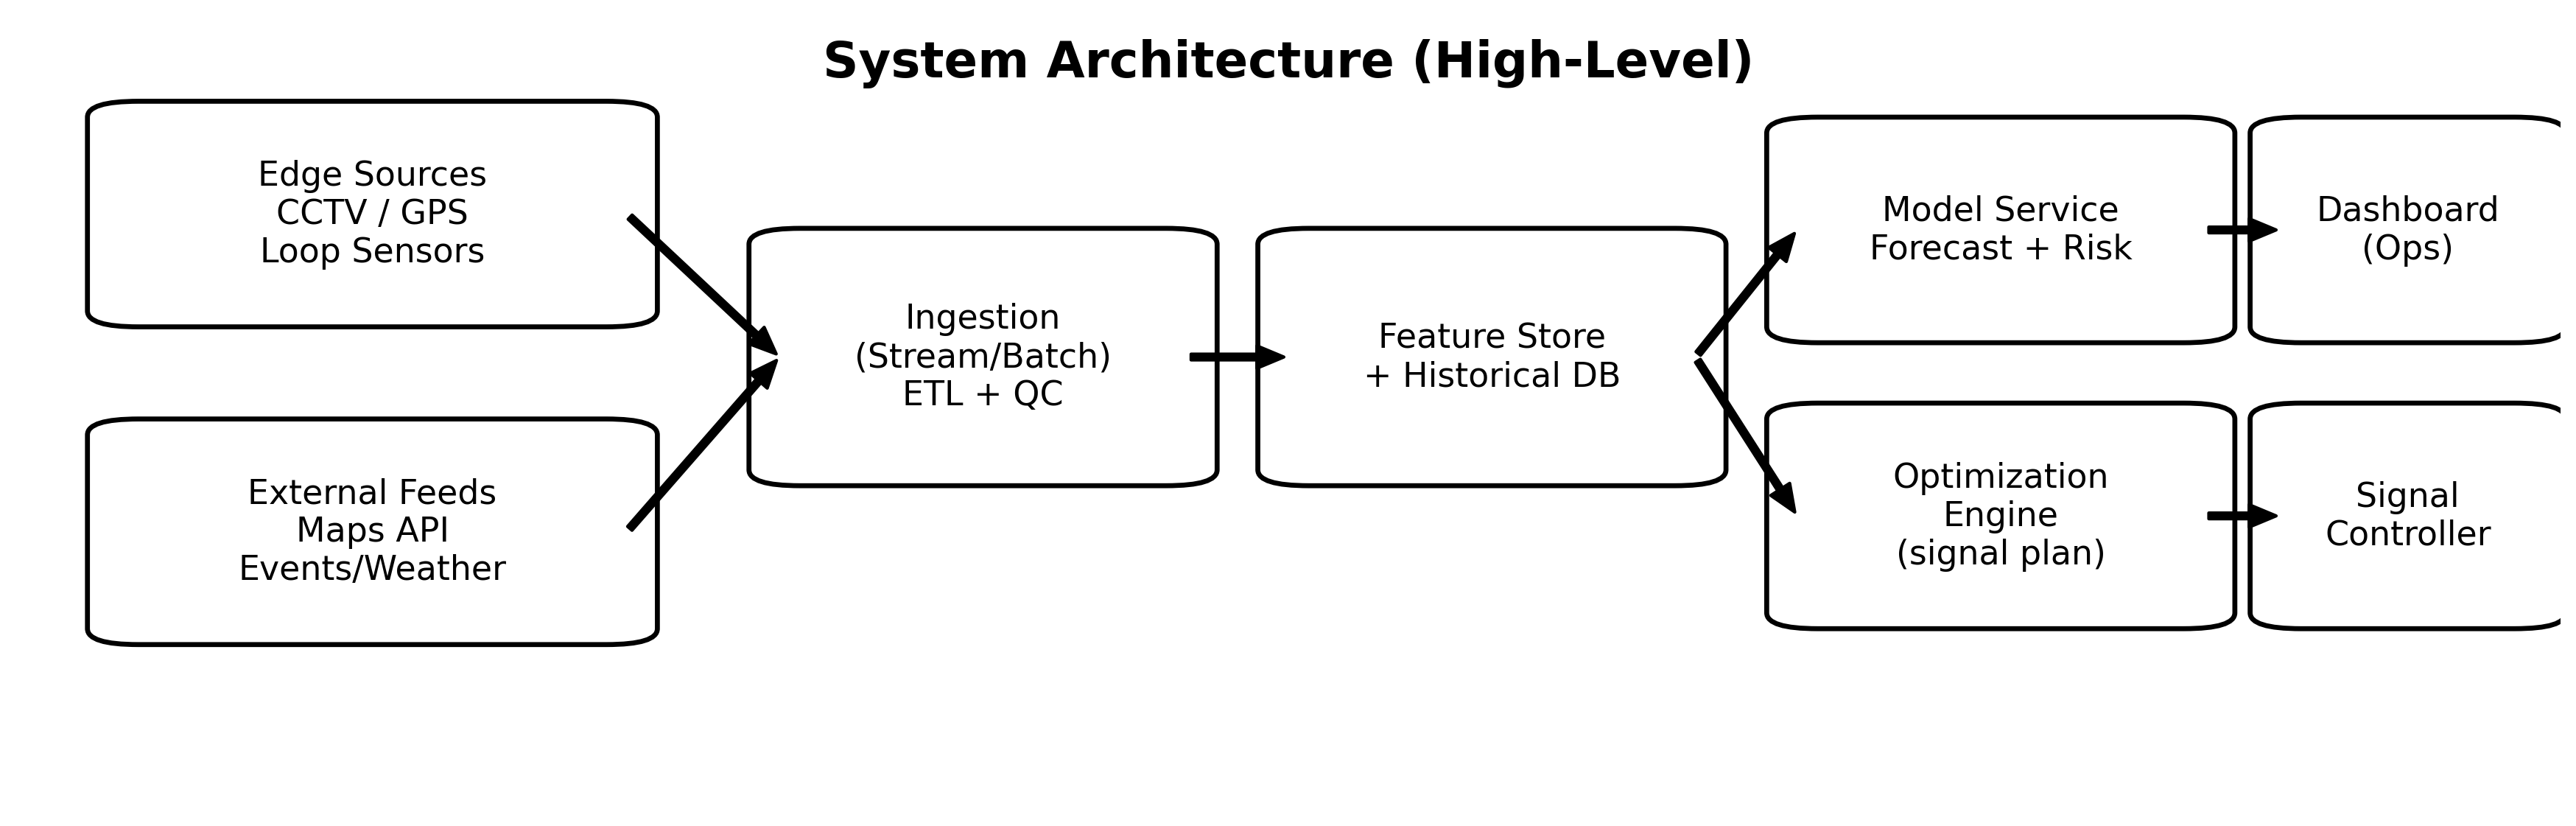 System Architecture (High-Level)
Edge Sources
CCTV / GPS
Loop Sensors
External Feeds
Maps API
Events/Weather
Ingestion
(Stream/Batch)
ETL + QC
Feature Store
+ Historical DB
Model Service
Forecast + Risk
Dashboard
(Ops)
Optimization
Engine
(signal plan)
Signal
Controller